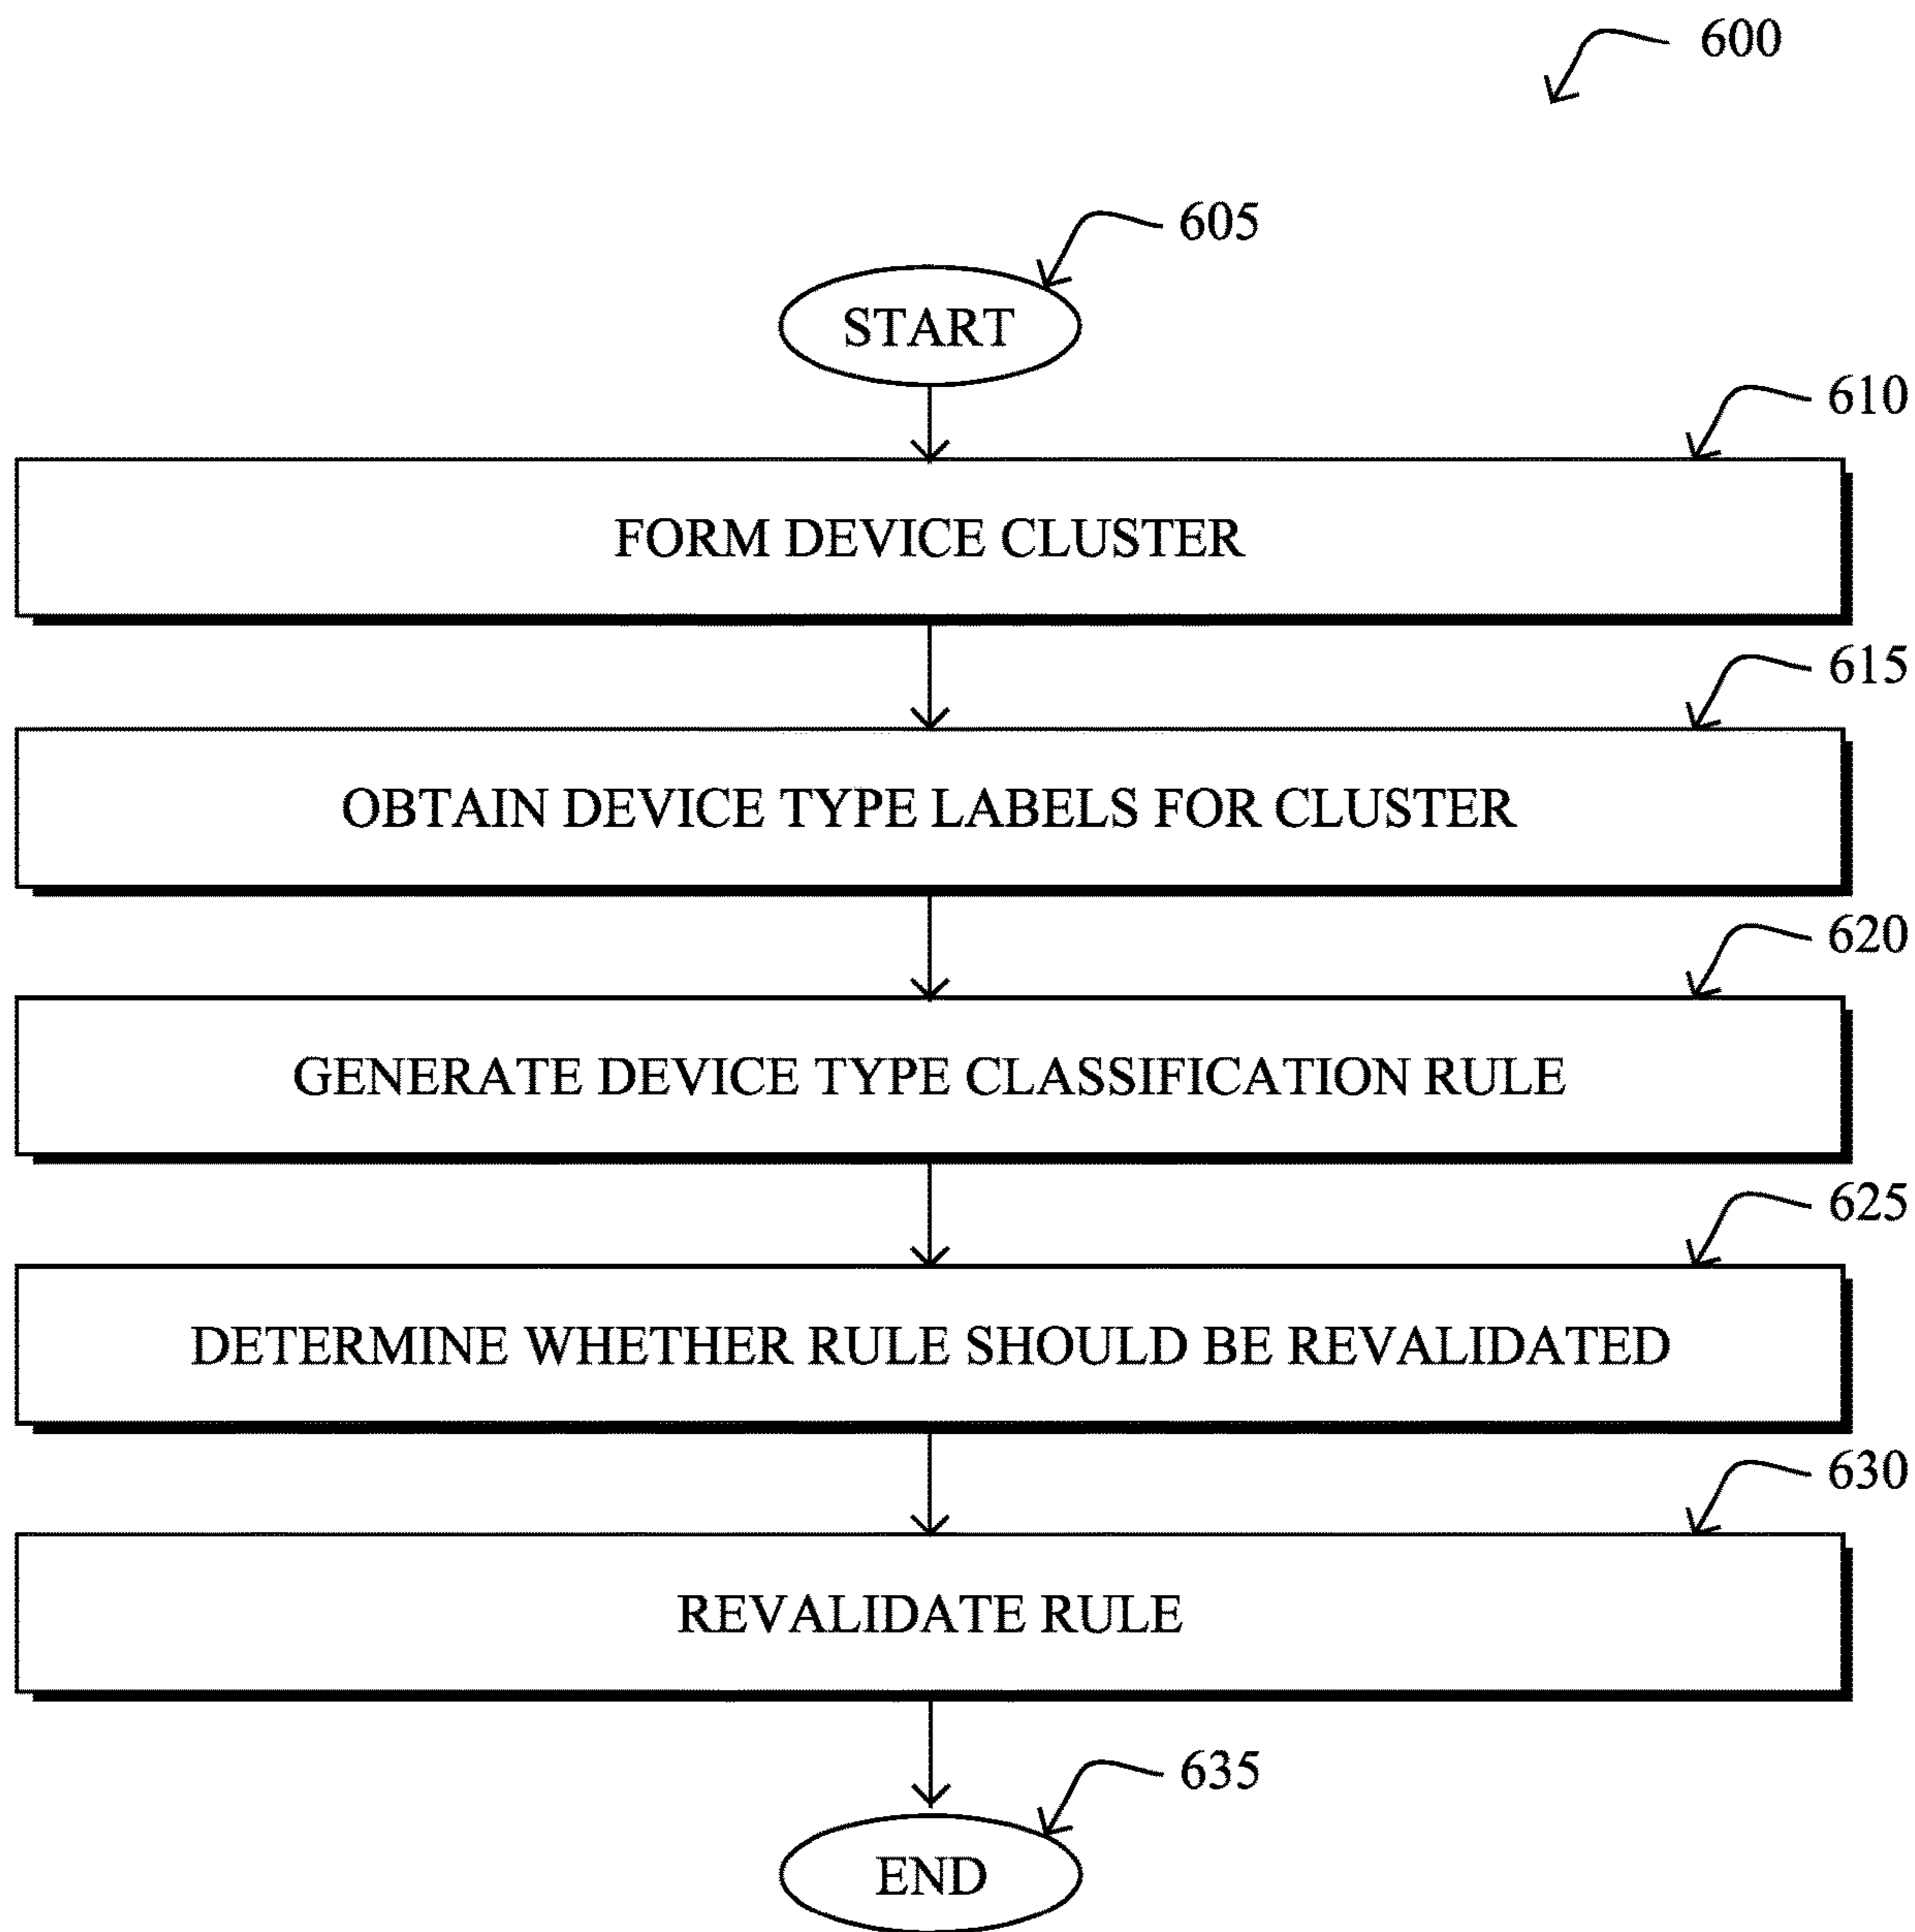 600
605
START
610
FORM DEVICE CLUSTER
615
OBTAIN DEVICE TYPE LABELS FOR CLUSTER
620
GENERATE DEVICE TYPE CLASSIFICATION RULE
625
DETERMINE WHETHER RULE SHOULD BE REVALIDATED
630
REVALIDATE RULE
635
END